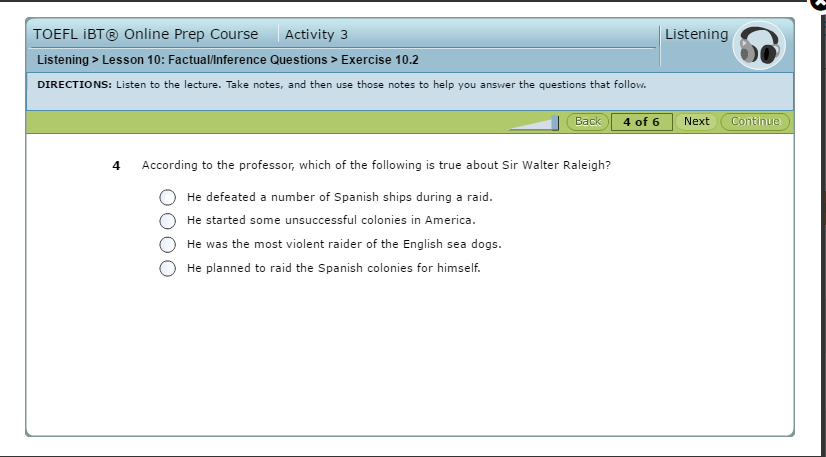 TOEFL iBT® Online Prep Course Activity 3 Listening
Listening > Lesson 10: Factual/Inference Questions > Exercise 10.2
DIRECTIONS: Listen to the lecture. Take notes, and then use those notes to help you answer the questions that follow.
Back 4 of 6 Next Continue
4 According to the professor, which of the following is true about Sir Walter Raleigh?
He defeated a number of Spanish ships during a raid.
He started some unsuccessful colonies in America.
He was the most violent raider of the English sea dogs.
He planned to raid the Spanish colonies for himself.